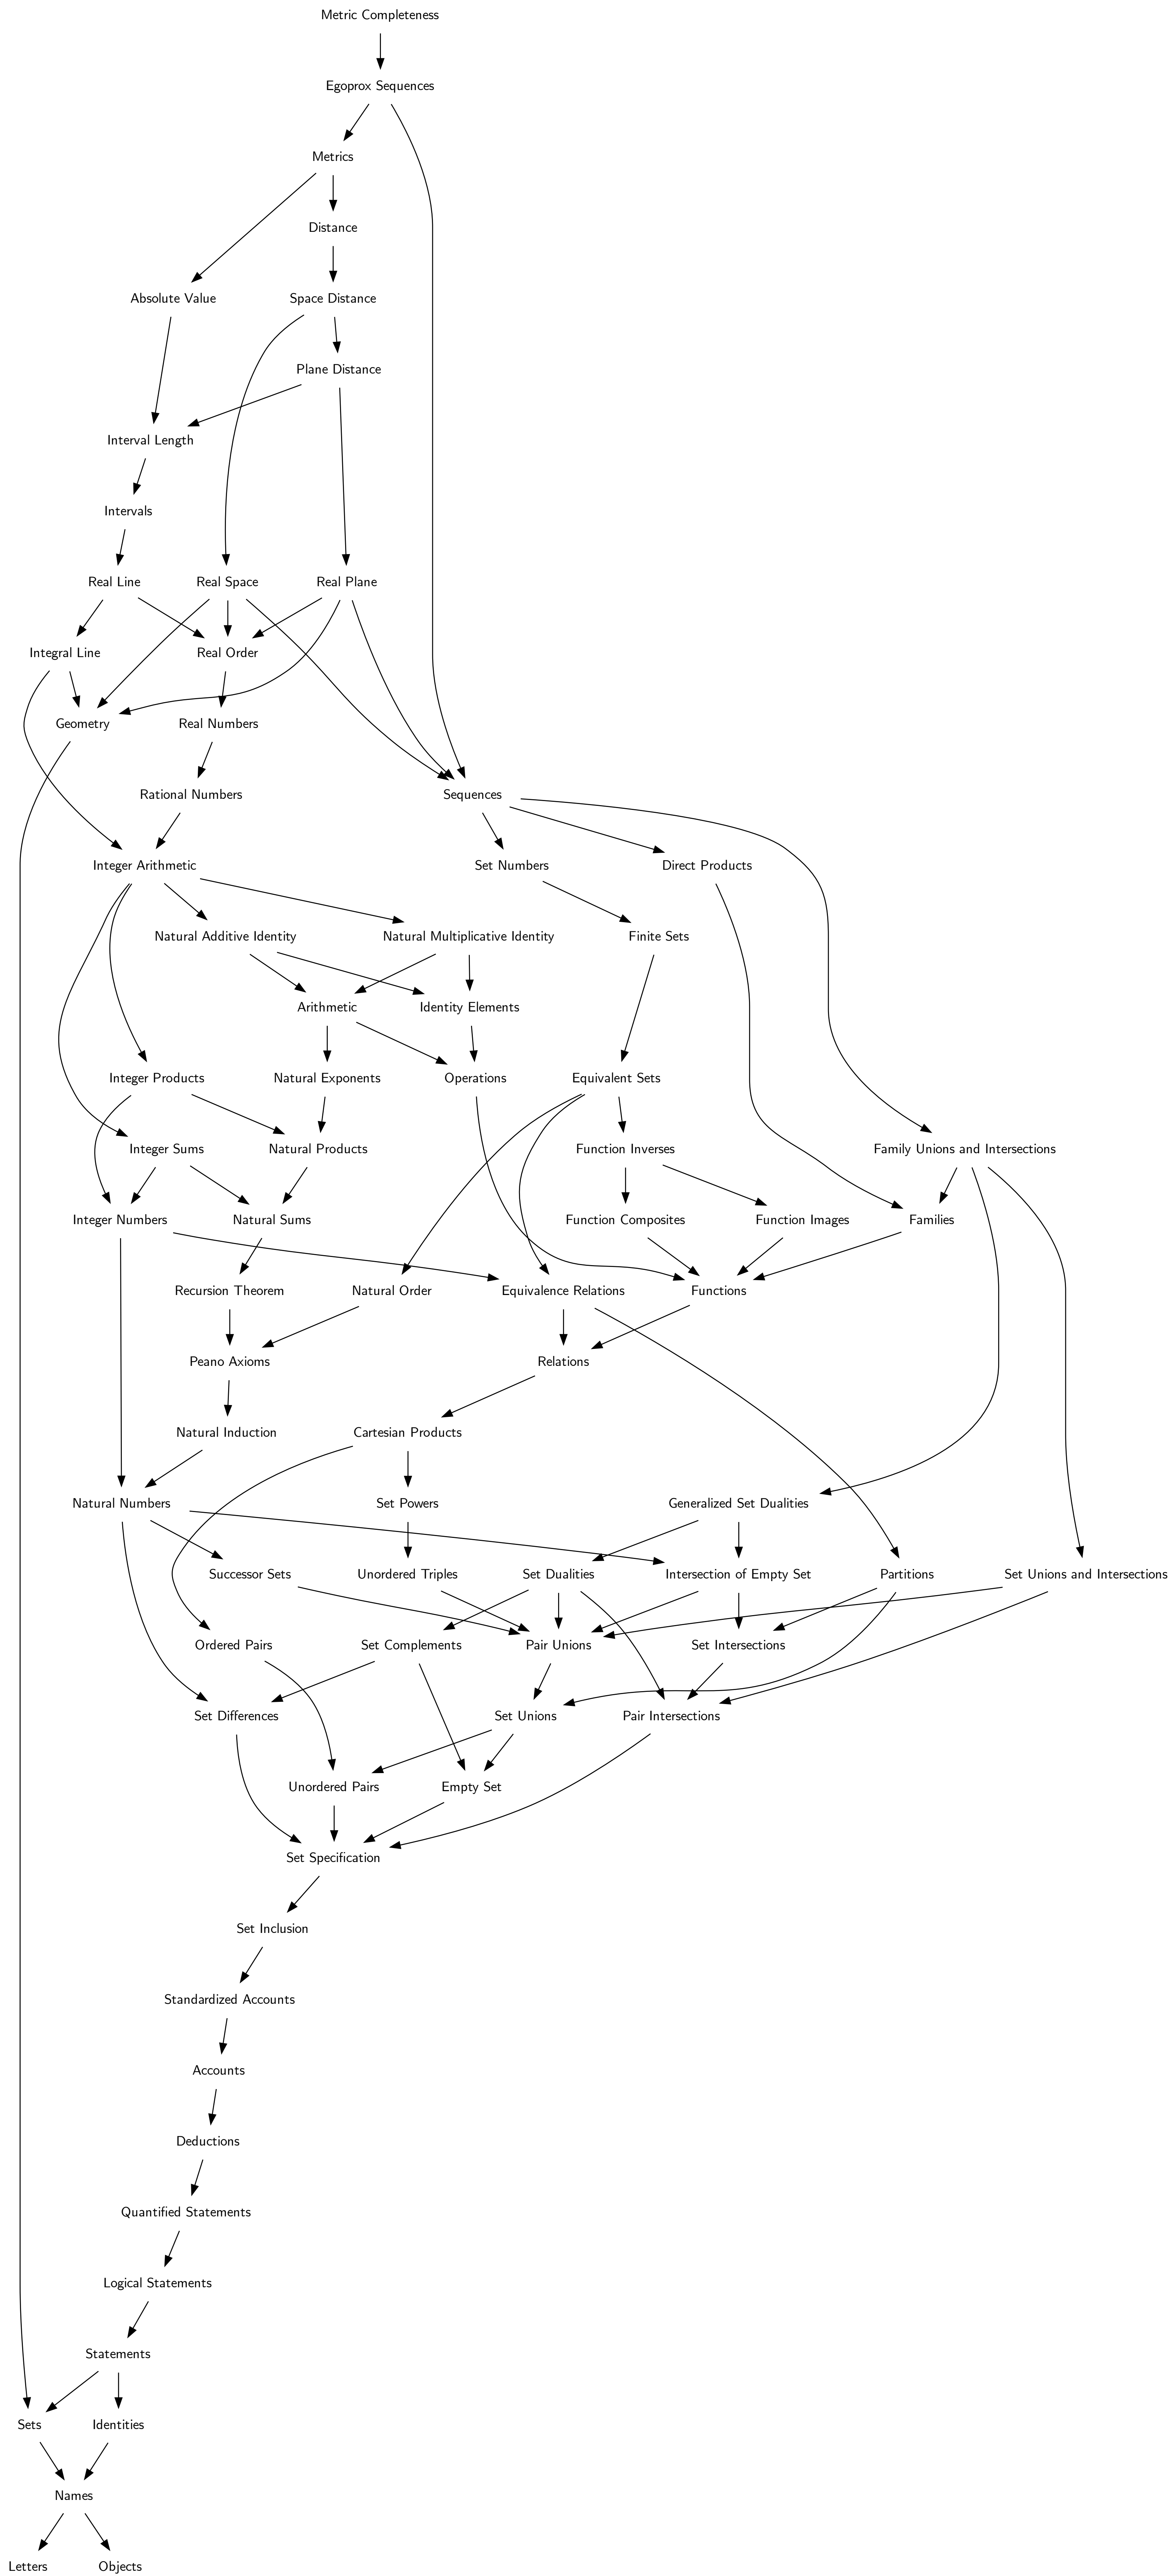 Metric Completeness
Egoprox Sequences
Metrics
Distance
Absolute Value
Space Distance
Plane Distance
Interval Length
Intervals
Real Line
Real Space
Real Plane
Integral Line
Real Order
Geometry
Real Numbers
Rational Numbers
Sequences
Integer Arithmetic
Set Numbers
Direct Products
Natural Additive Identity
Natural Multiplicative Identity
Finite Sets
Arithmetic
Identity Elements
Integer Products
Natural Exponents
Operations
Equivalent Sets
Integer Sums
Natural Products
Function Inverses
Family Unions and Intersections
Integer Numbers
Natural Sums
Function Composites
Function Images
Families
Recursion Theorem
Natural Order
Equivalence Relations
Functions
Peano Axioms
Relations
Natural Induction
Cartesian Products
Natural Numbers
Set Powers
Generalized Set Dualities
Successor Sets
Unordered Triples
Set Dualities
Intersection of Empty Set
Partitions
Set Unions and Intersections
Ordered Pairs
Set Complements
Pair Unions
Set Intersections
Set Differences
Set Unions
Pair Intersections
Unordered Pairs
Empty Set
Set Specification
Set Inclusion
Standardized Accounts
Accounts
Deductions
Quantified Statements
Logical Statements
Statements
Sets
Identities
Names
Letters
Objects